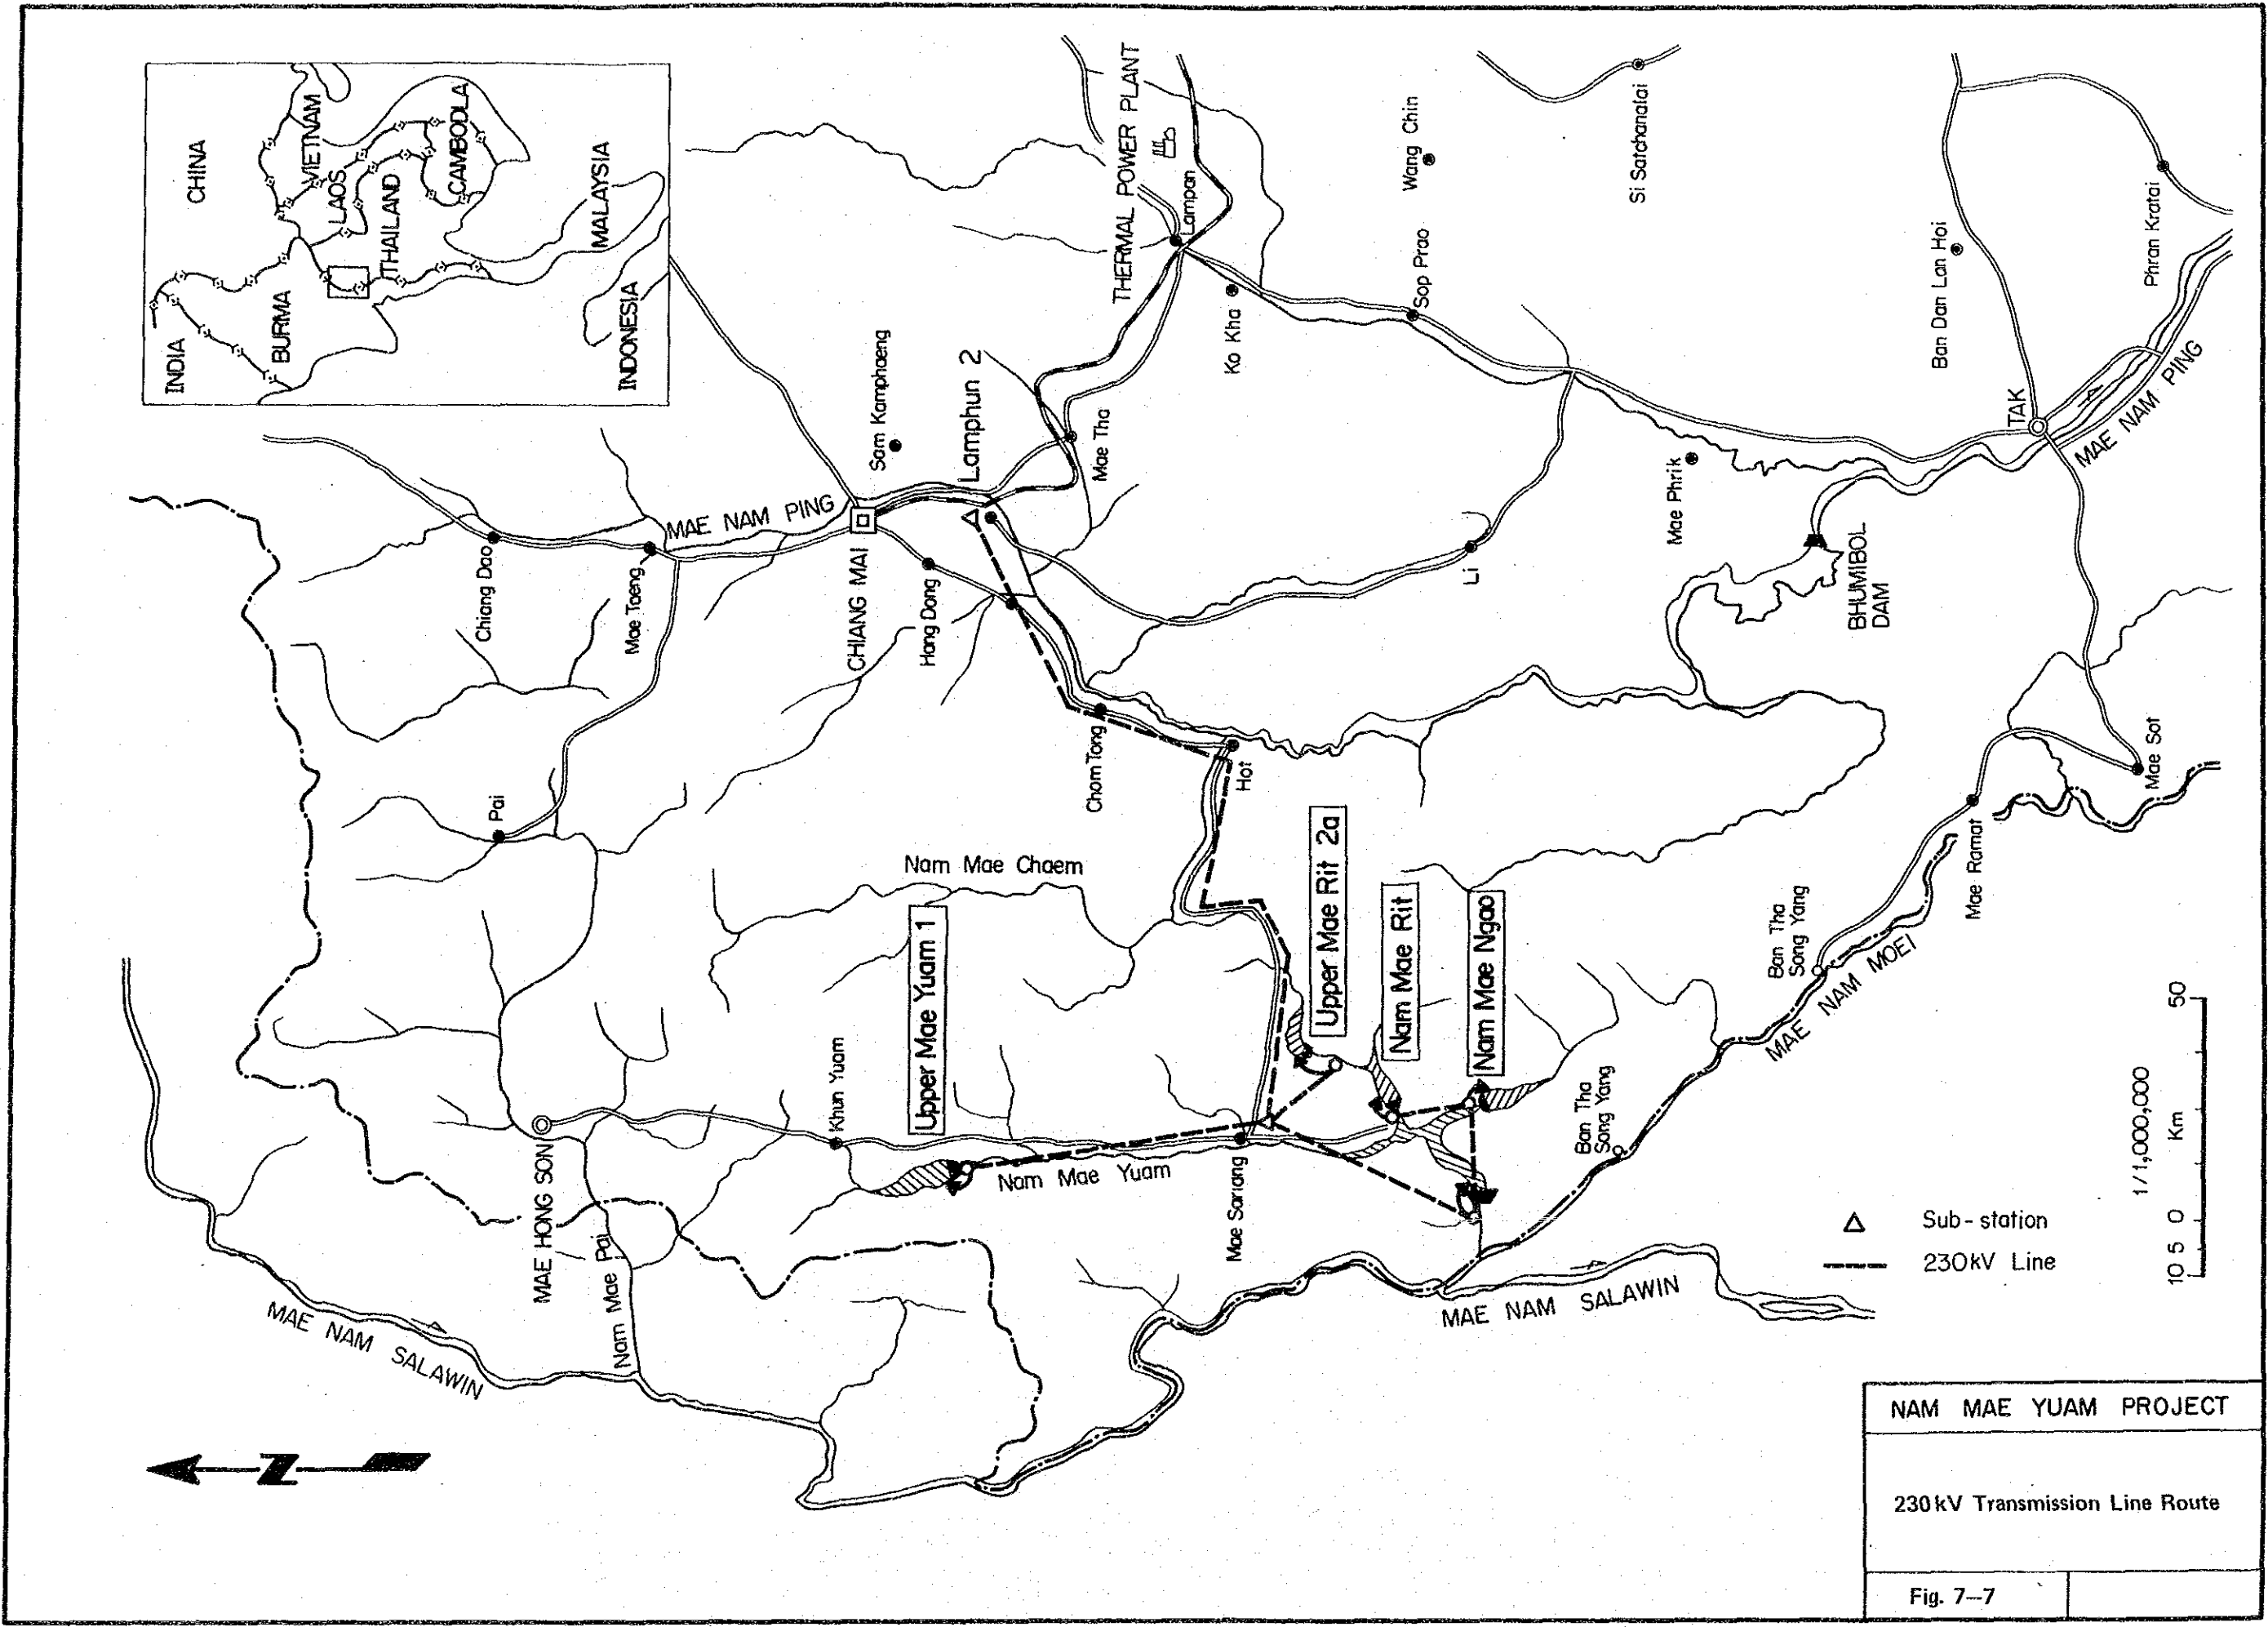 CHINA
INDIA
BURMA
VIETNAM
LAOS
THAILAND
CAMBODLA
MALAYSIA
INDONESIA
THERMAL POWER PLANT
Lampan
Wang Chin
Si Satchanalai
Ko Kha
Sop Prao
Ban Dan Lan Hoi
Phran Kratai
Sam Kamphaeng
Lamphun 2
Mae Tha
Chiang Dao
Mae Taeng
MAE NAM PING
CHIANG MAI
Hang Dong
Li
Mae Phrik
TAK
MAE NAM PING
BHUMIBOL
DAM
Pai
Chom Tong
Hot
Mae Sot
Mae Ramat
Nam Mae Chaem
Upper Mae Yuam 1
Upper Mae Rit 2a
Nam Mae Rit
Nam Mae Ngao
Ban Tha
Song Yang
MAE NAM MOEI
Khun Yuam
MAE HONG SON
Nam Mae Pai
Nam Mae Yuam
Mae Sariang
Ban Tha
Song Yang
MAE NAM SALAWIN
MAE NAM SALAWIN
N
1/1,000,000
10 5 0 Km 50
Sub-station
230kV Line
NAM MAE YUAM PROJECT
230kV Transmission Line Route
Fig. 7-7